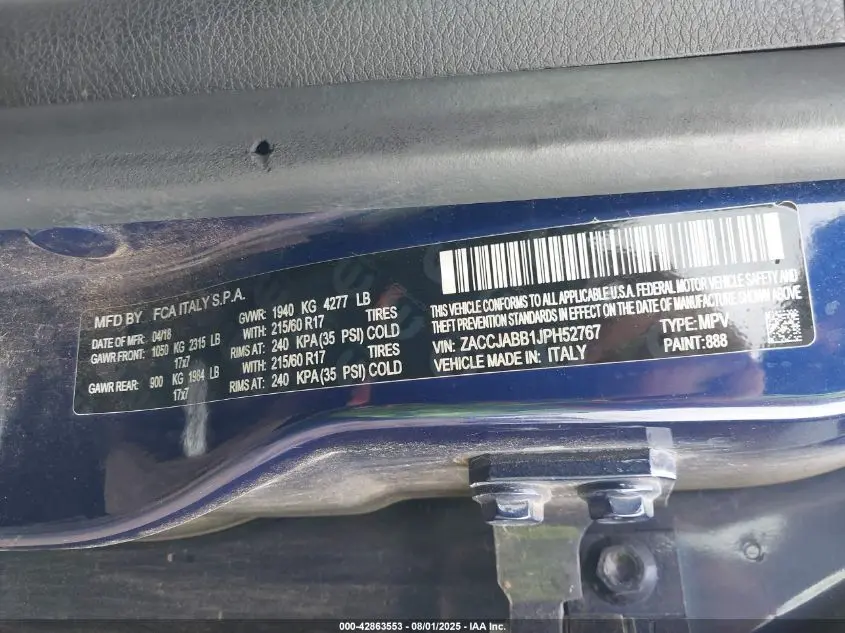 MFD BY FCA ITALY S.P.A. GVWR: 1940 KG 4277 LB
DATE OF MFR 04/18 WITH: 215/60 R17 TIRES
GAWR FRONT: 1050 KG 2315 LB RIMS AT: 240 KPA (35 PSI) COLD
17x7 WITH: 215/60 R17 TIRES
GAWR REAR: 900 KG 1984 LB RIMS AT: 240 KPA (35 PSI) COLD
17x7
THIS VEHICLE CONFORMS TO ALL APPLICABLE U.S.A. FEDERAL MOTOR VEHICLE SAFETY AND
THEFT PREVENTION STANDARDS IN EFFECT ON THE DATE OF MANUFACTURE SHOWN ABOVE.
VIN: ZACCJABB1JPH52767 TYPE: MPV
VEHICLE MADE IN: ITALY PAINT: 888
000-42863553 — 08/01/2025 — IAA Inc.